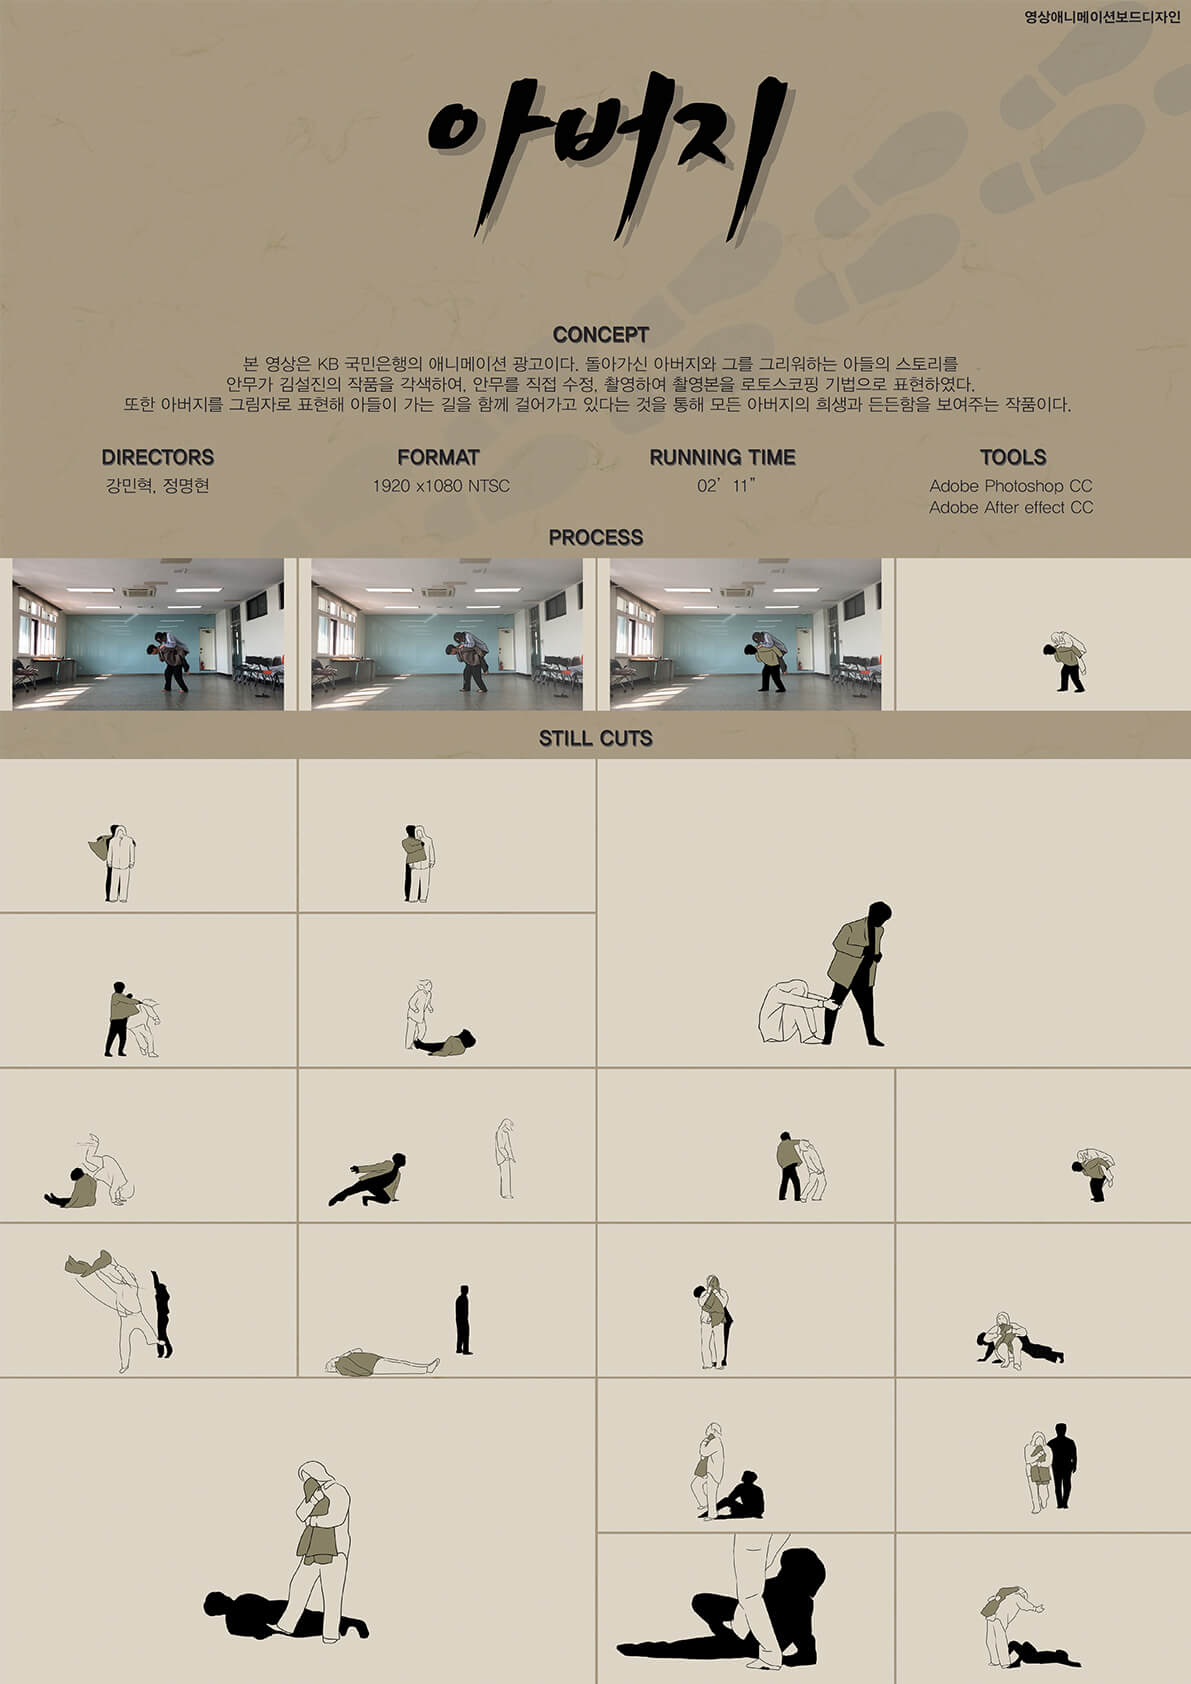 영상애니메이션보드디자인
아버지
CONCEPT
본 영상은 KB 국민은행의 애니메이션 광고이다. 돌아가신 아버지와 그를 그리워하는 아들의 스토리를
안무가 김설진의 작품을 각색하여, 안무를 직접 수정, 촬영하여 촬영본을 로토스코핑 기법으로 표현하였다.
또한 아버지를 그림자로 표현해 아들이 가는 길을 함께 걸어가고 있다는 것을 통해 모든 아버지의 희생과 든든함을 보여주는 작품이다.
DIRECTORS
강민혁, 정명현
FORMAT
1920 x1080 NTSC
RUNNING TIME
02’ 11”
TOOLS
Adobe Photoshop CC
Adobe After effect CC
PROCESS
STILL CUTS